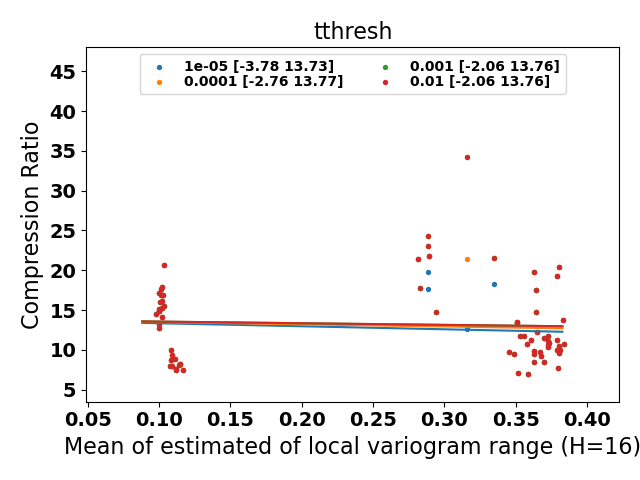 tthresh
1e-05 [-3.78 13.73]
0.0001 [-2.76 13.77]
0.001 [-2.06 13.76]
0.01 [-2.06 13.76]
Compression Ratio
45
40
35
30
25
20
15
10
5
0.05 0.10 0.15 0.20 0.25 0.30 0.35 0.40
Mean of estimated of local variogram range (H=16)